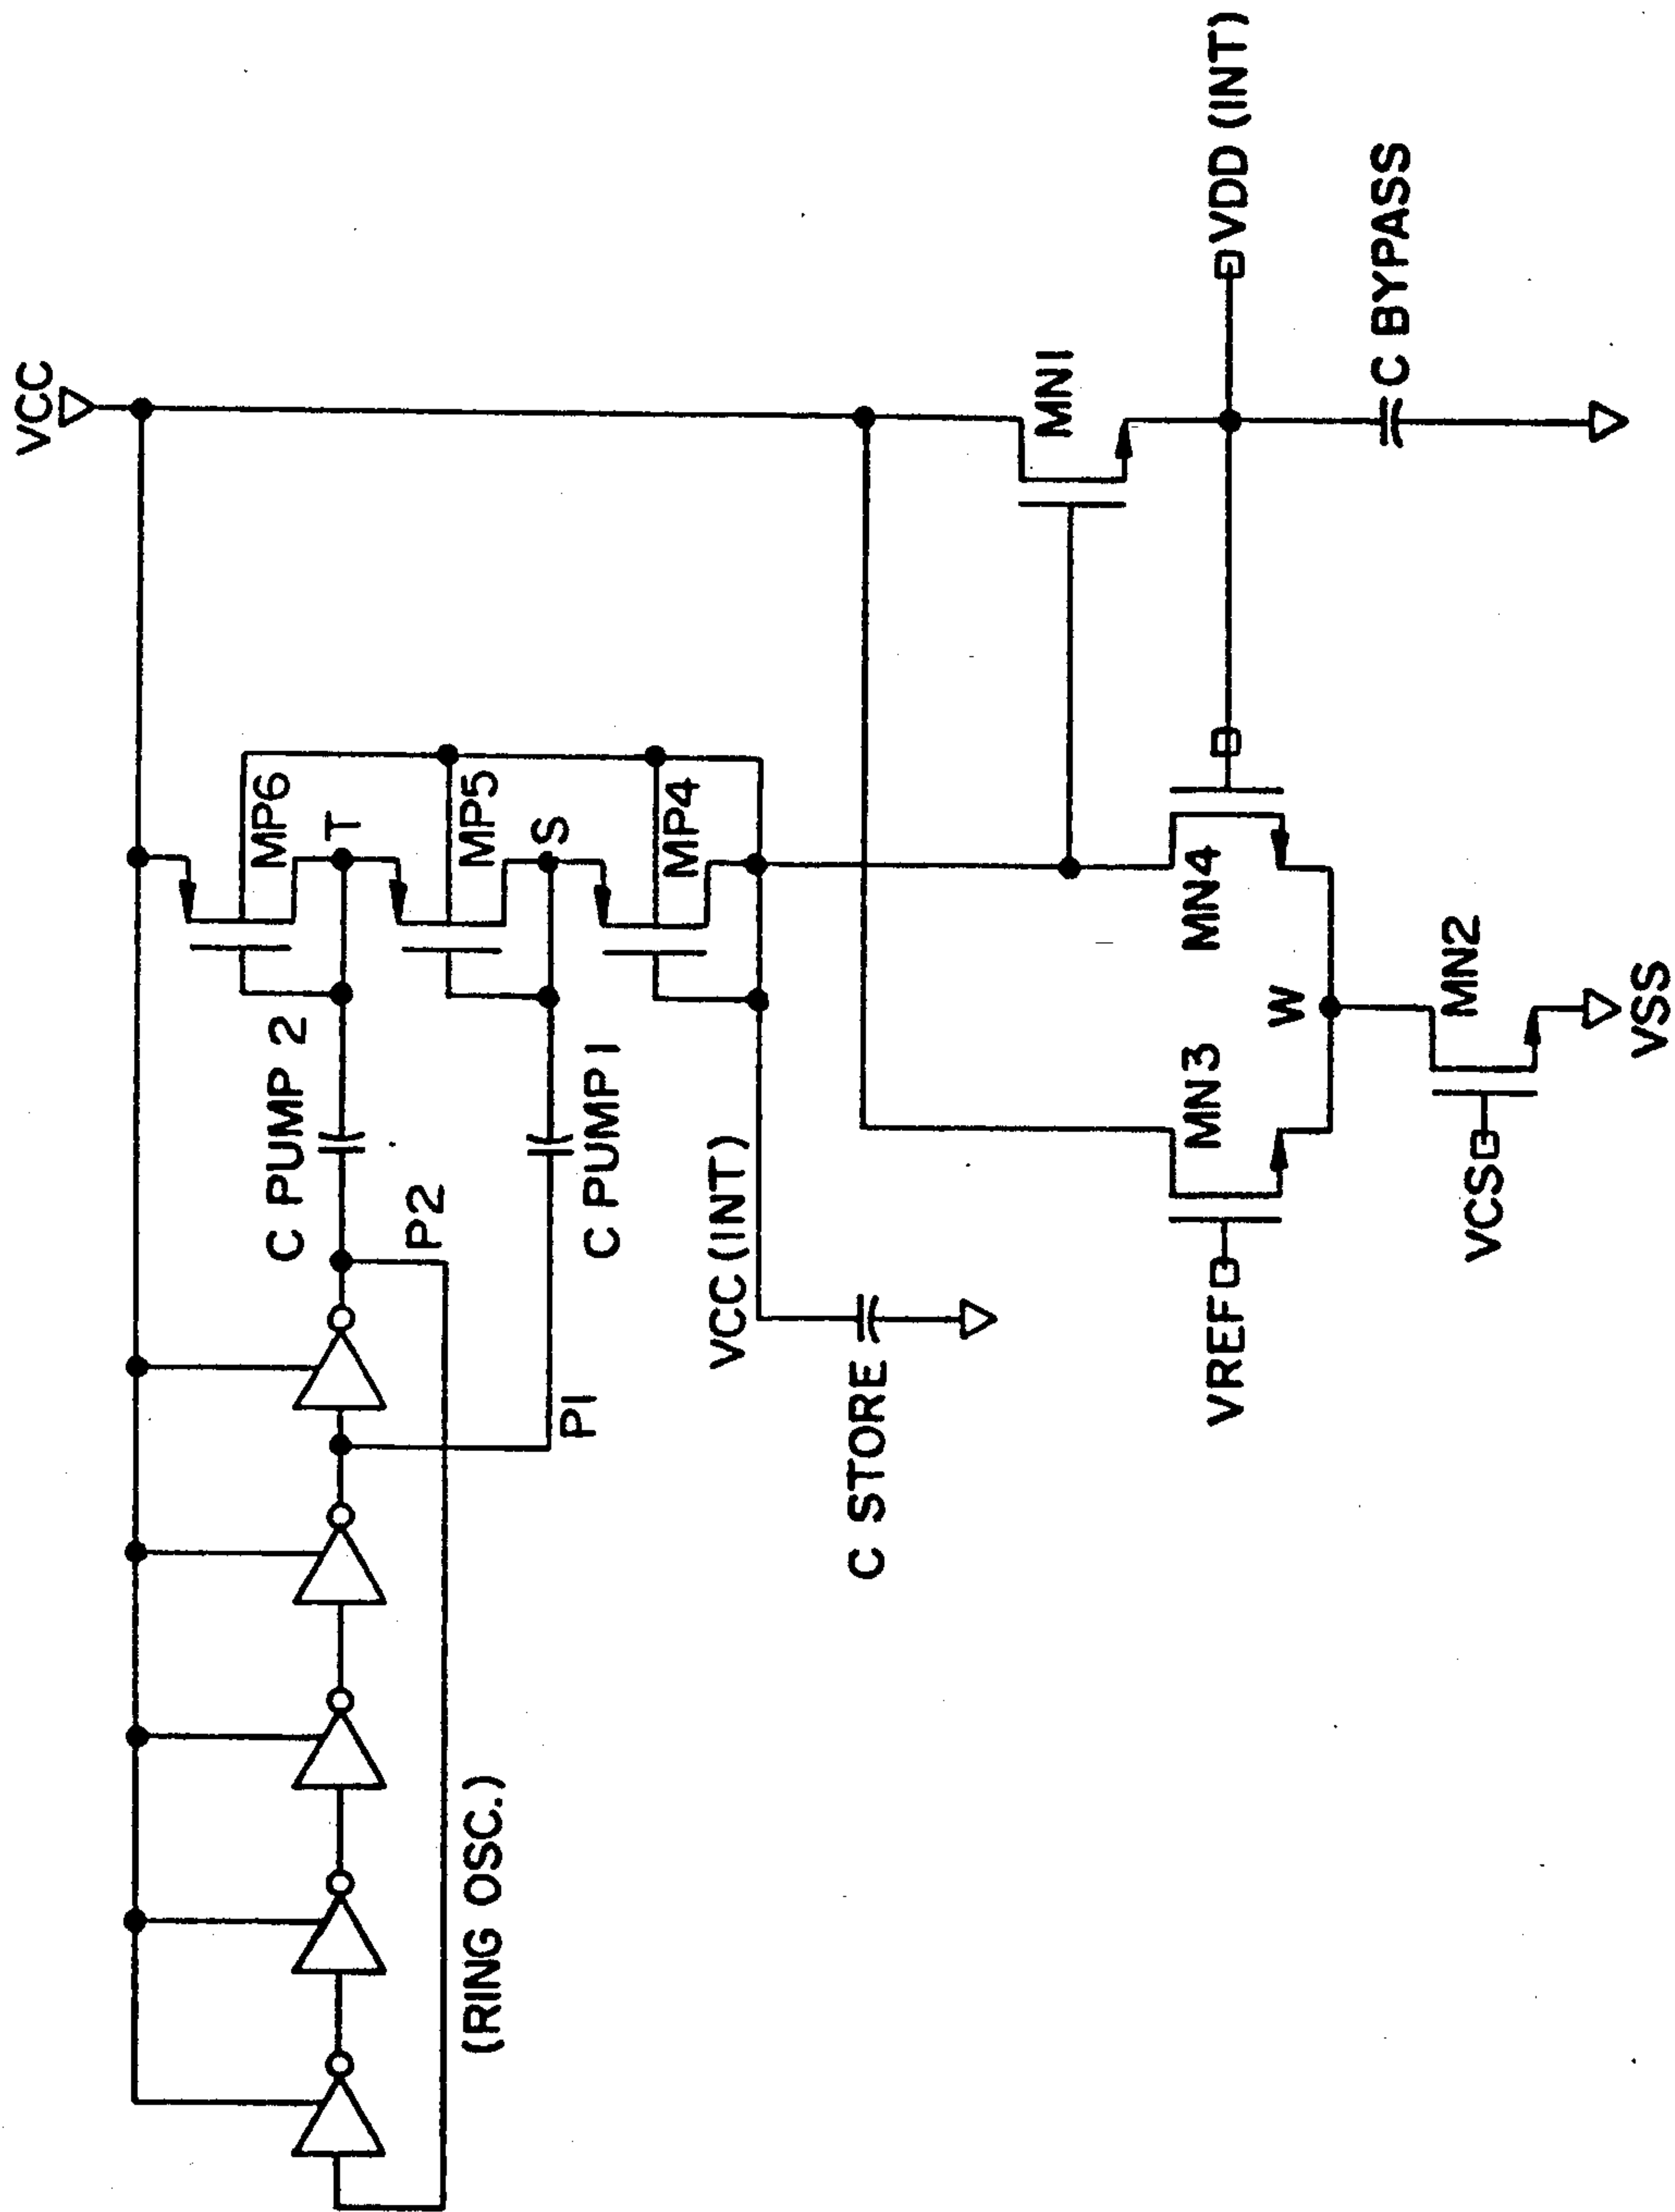 VCC
MP6
T
C PUMP 2
P2
MP5
S
(RING OSC.)
P1
C PUMP 1
MP4
VCC (INT)
C STORE
MN1
MN3
MN4
VREF
VDD (INT)
W
C BYPASS
MN2
VCS
VSS